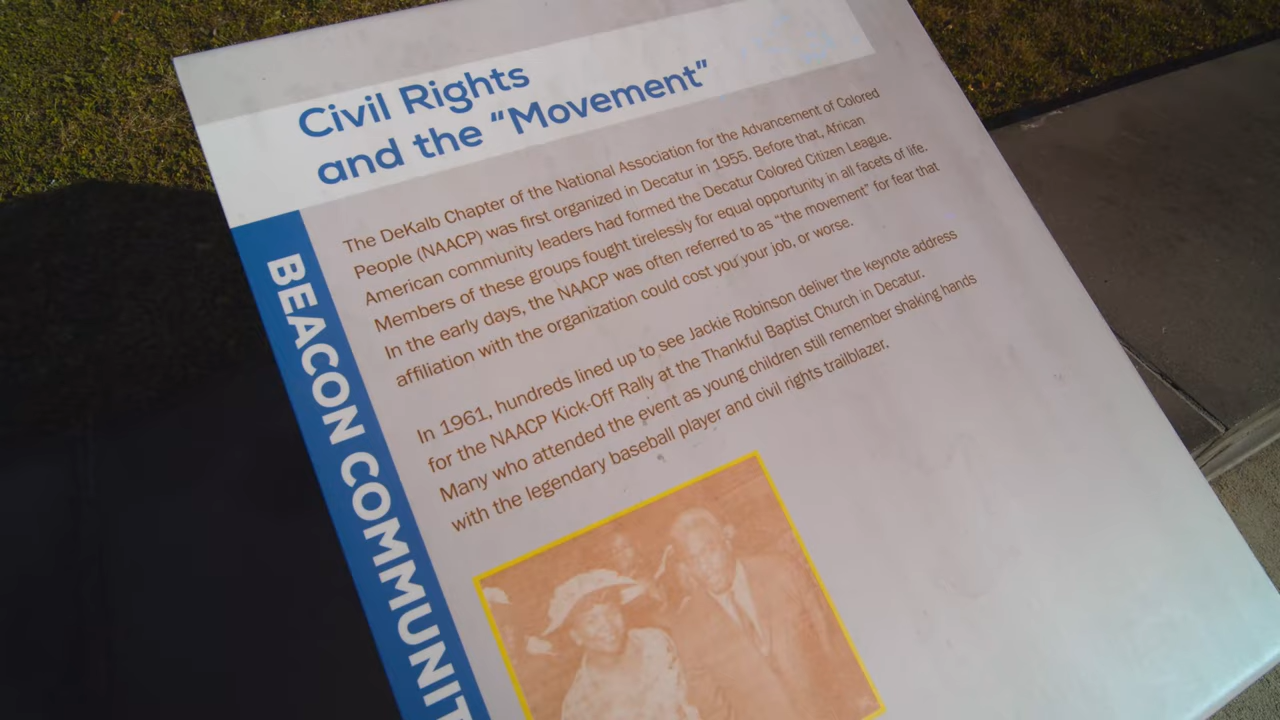 Civil Rights
and the "Movement"
The DeKalb Chapter of the National Association for the Advancement of Colored
People (NAACP) was first organized in Decatur in 1955. Before that, African
American community leaders had formed the Decatur Colored Citizen League.
Members of these groups fought tirelessly for equal opportunity in all facets of life.
In the early days, the NAACP was often referred to as "the movement" for fear that
affiliation with the organization could cost you your job, or worse.
In 1961, hundreds lined up to see Jackie Robinson deliver the keynote address
for the NAACP Kick-Off Rally at the Thankful Baptist Church in Decatur.
Many who attended the event as young children still remember shaking hands
with the legendary baseball player and civil rights trailblazer.
BEACON COMMUNIT